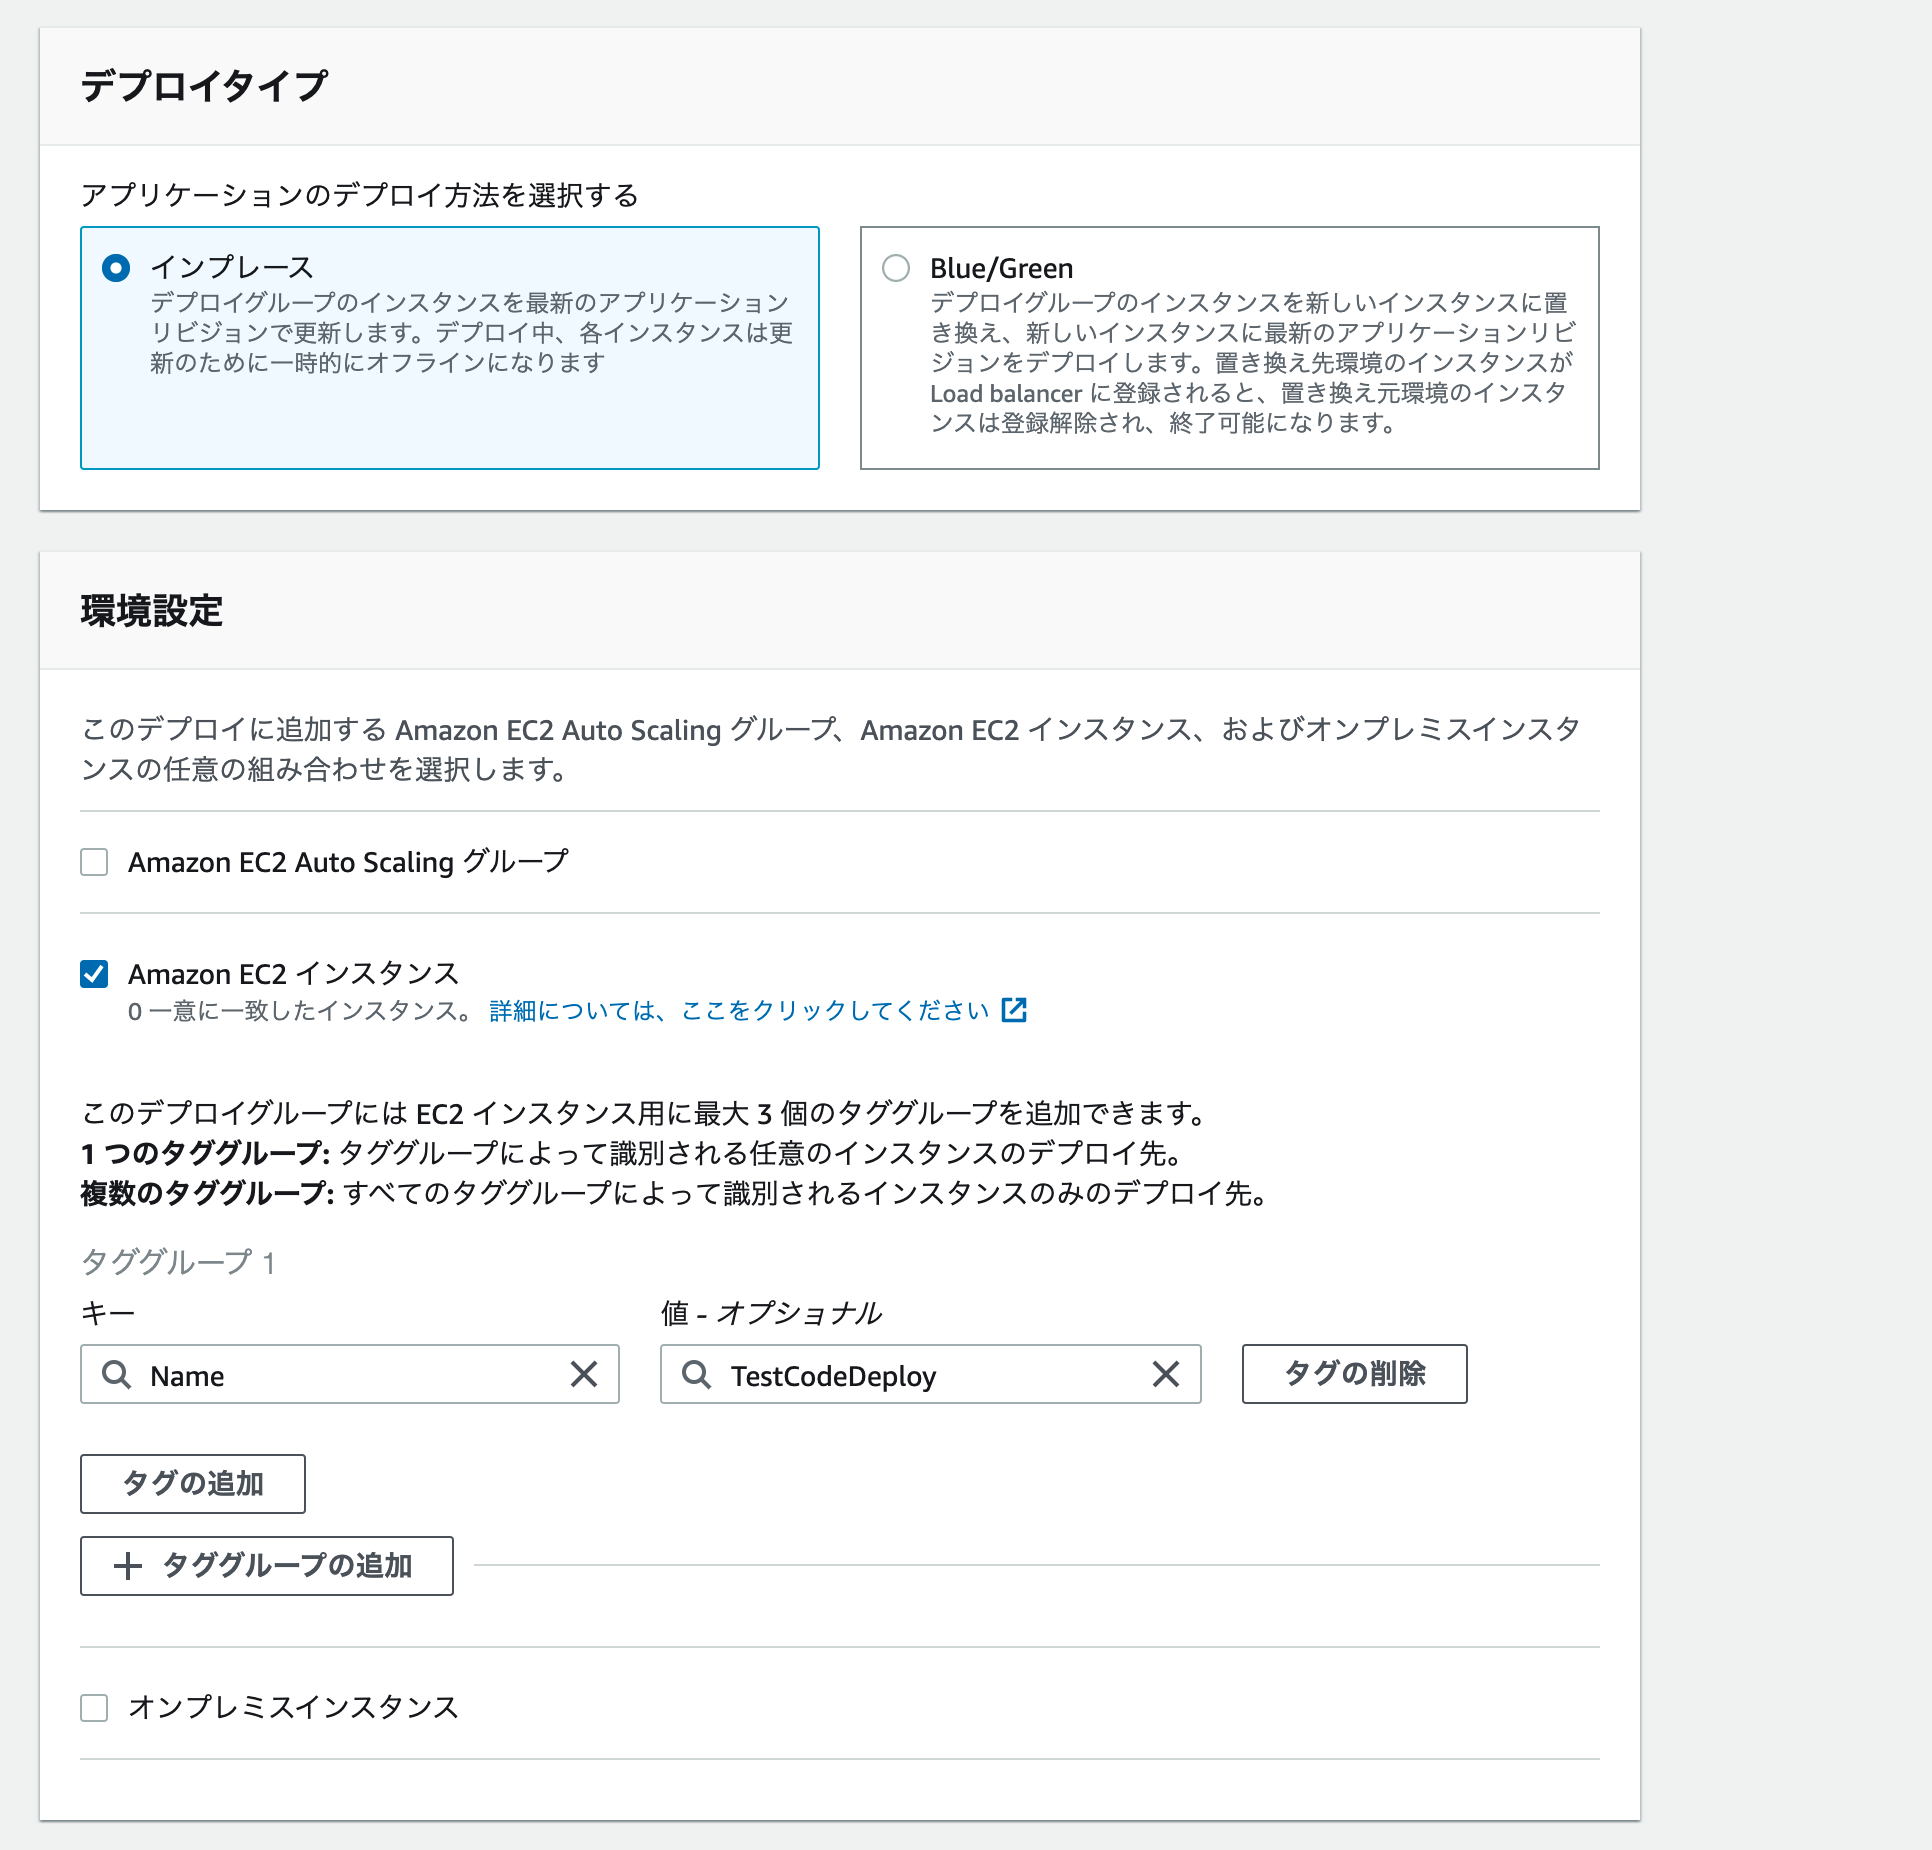 デプロイタイプ
アプリケーションのデプロイ方法を選択する
インプレース
デプロイグループのインスタンスを最新のアプリケーション
リビジョンで更新します。デプロイ中、各インスタンスは更
新のために一時的にオフラインになります
Blue/Green
デプロイグループのインスタンスを新しいインスタンスに置
き換え、新しいインスタンスに最新のアプリケーションリビ
ジョンをデプロイします。置き換え先環境のインスタンスが
Load balancer に登録されると、置き換え元環境のインスタ
ンスは登録解除され、終了可能になります。
環境設定
このデプロイに追加する Amazon EC2 Auto Scaling グループ、Amazon EC2 インスタンス、およびオンプレミスインスタ
ンスの任意の組み合わせを選択します。
Amazon EC2 Auto Scaling グループ
Amazon EC2 インスタンス
0 一意に一致したインスタンス。 詳細については、ここをクリックしてください
このデプロイグループには EC2 インスタンス用に最大 3 個のタググループを追加できます。
1 つのタググループ: タググループによって識別される任意のインスタンスのデプロイ先。
複数のタググループ: すべてのタググループによって識別されるインスタンスのみのデプロイ先。
タググループ 1
キー
値 - オプショナル
Name
TestCodeDeploy
タグの削除
タグの追加
タググループの追加
オンプレミスインスタンス